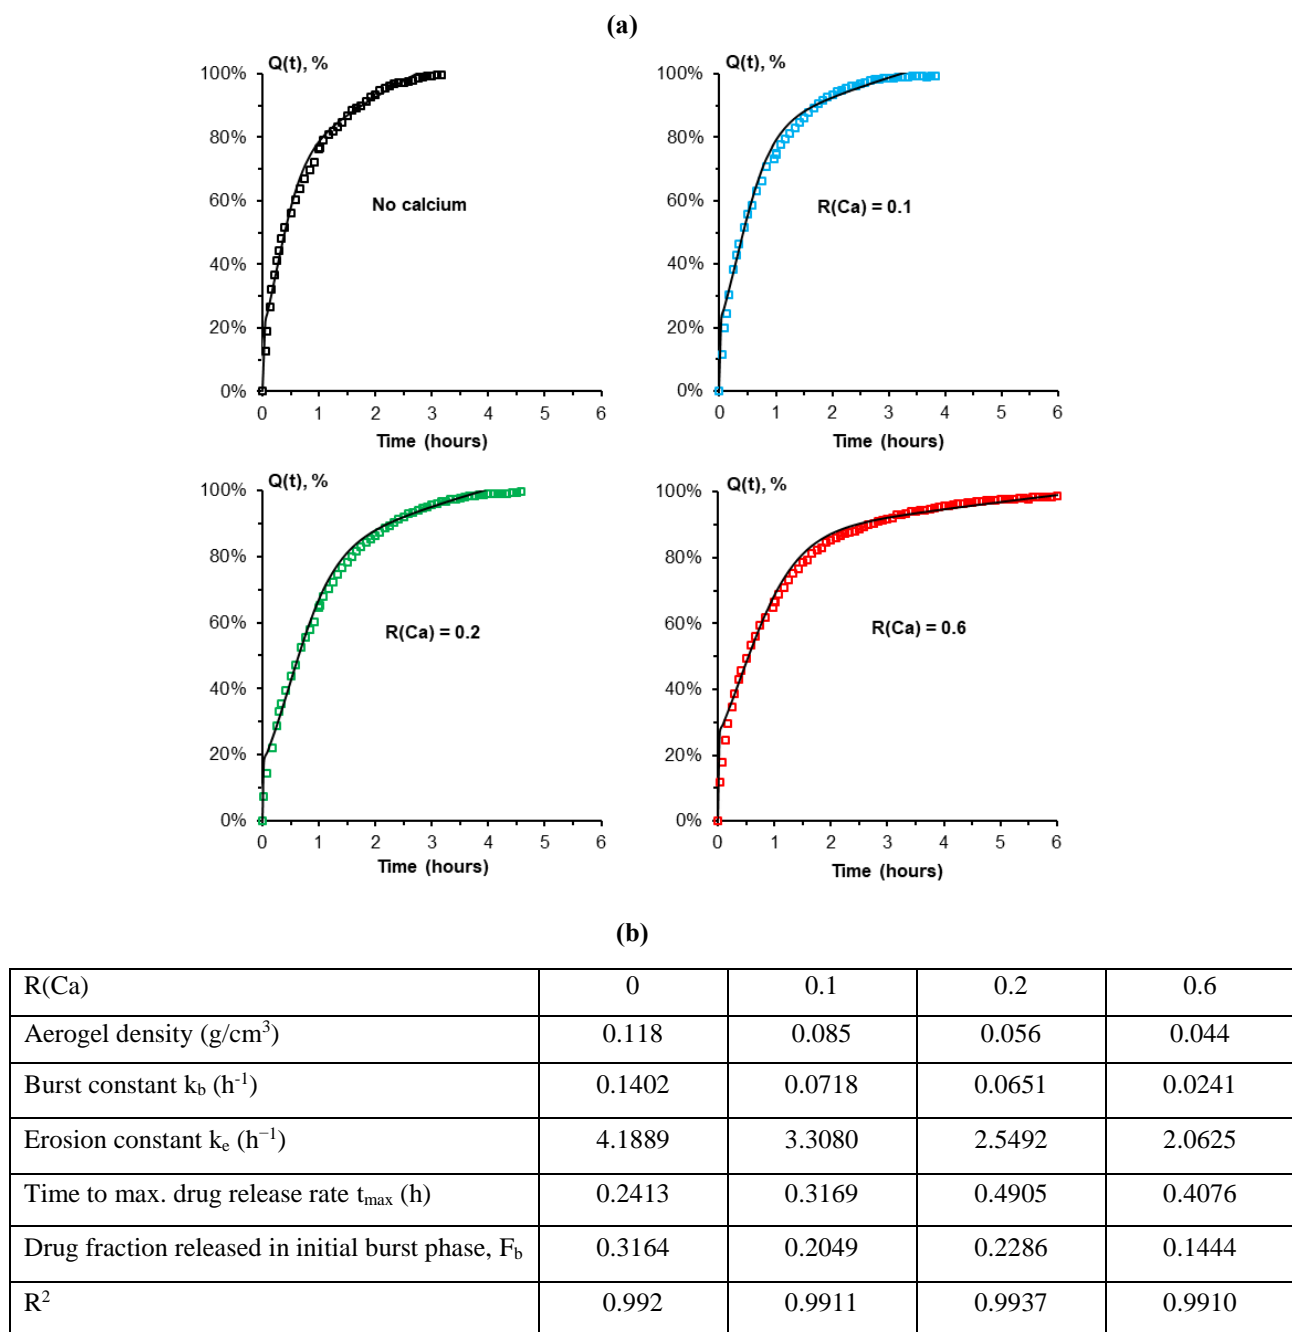 (a)
Q(t), %
100%
80%
60%
40%
20%
0%
No calcium
0 1 2 3 4 5 6
Time (hours)
Q(t), %
100%
80%
60%
40%
20%
0%
R(Ca) = 0.1
0 1 2 3 4 5 6
Time (hours)
Q(t), %
100%
80%
60%
40%
20%
0%
R(Ca) = 0.2
0 1 2 3 4 5 6
Time (hours)
Q(t), %
100%
80%
60%
40%
20%
0%
R(Ca) = 0.6
0 1 2 3 4 5 6
Time (hours)
(b)
R(Ca) 0 0.1 0.2 0.6
Aerogel density (g/cm³) 0.118 0.085 0.056 0.044
Burst constant k_b (h⁻¹) 0.1402 0.0718 0.0651 0.0241
Erosion constant kₑ (h⁻¹) 4.1889 3.3080 2.5492 2.0625
Time to max. drug release rate tₘₐₓ (h) 0.2413 0.3169 0.4905 0.4076
Drug fraction released in initial burst phase, F_b 0.3164 0.2049 0.2286 0.1444
R² 0.992 0.9911 0.9937 0.9910